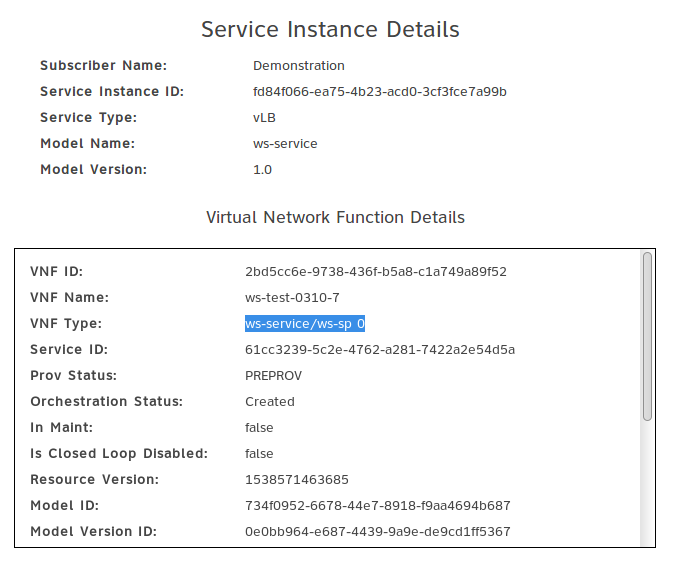 Service Instance Details
Subscriber Name: Demonstration
Service Instance ID: fd84f066-ea75-4b23-acd0-3cf3fce7a99b
Service Type: vLB
Model Name: ws-service
Model Version: 1.0
Virtual Network Function Details
VNF ID: 2bd5cc6e-9738-436f-b5a8-c1a749a89f52
VNF Name: ws-test-0310-7
VNF Type: ws-service/ws-sp 0
Service ID: 61cc3239-5c2e-4762-a281-7422a2e54d5a
Prov Status: PREPROV
Orchestration Status: Created
In Maint: false
Is Closed Loop Disabled: false
Resource Version: 1538571463685
Model ID: 734f0952-6678-44e7-8918-f9aa4694b687
Model Version ID: 0e0bb964-e687-4439-9a9e-de9cd1ff5367